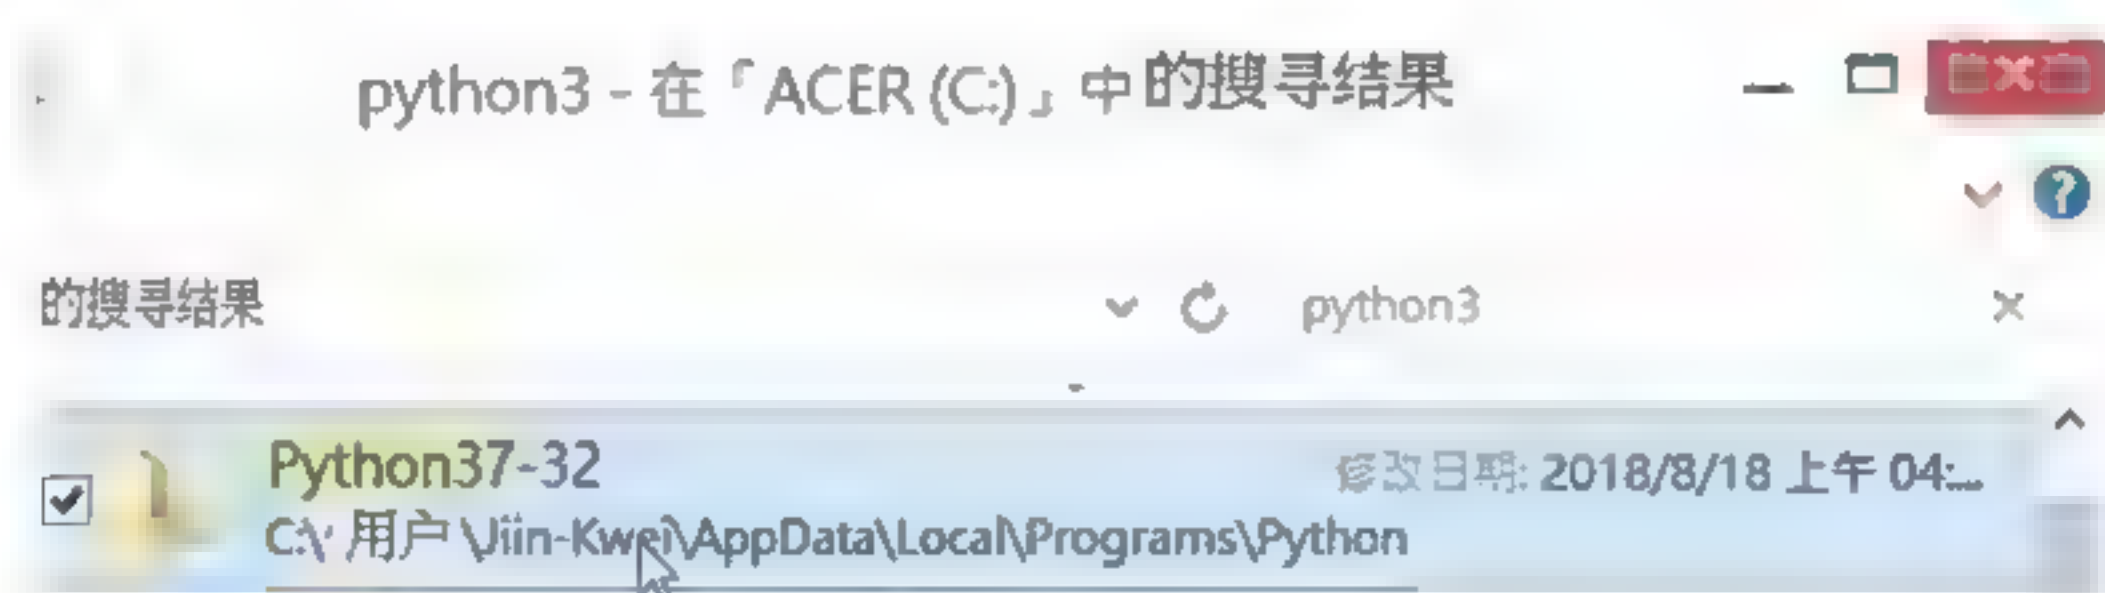 python3 - 在「ACER (C:)」中的搜寻结果
的搜寻结果
python3
Python37-32
修改日期: 2018/8/18 上午 04:...
C:\用户\Jiin-Kwei\AppData\Local\Programs\Python